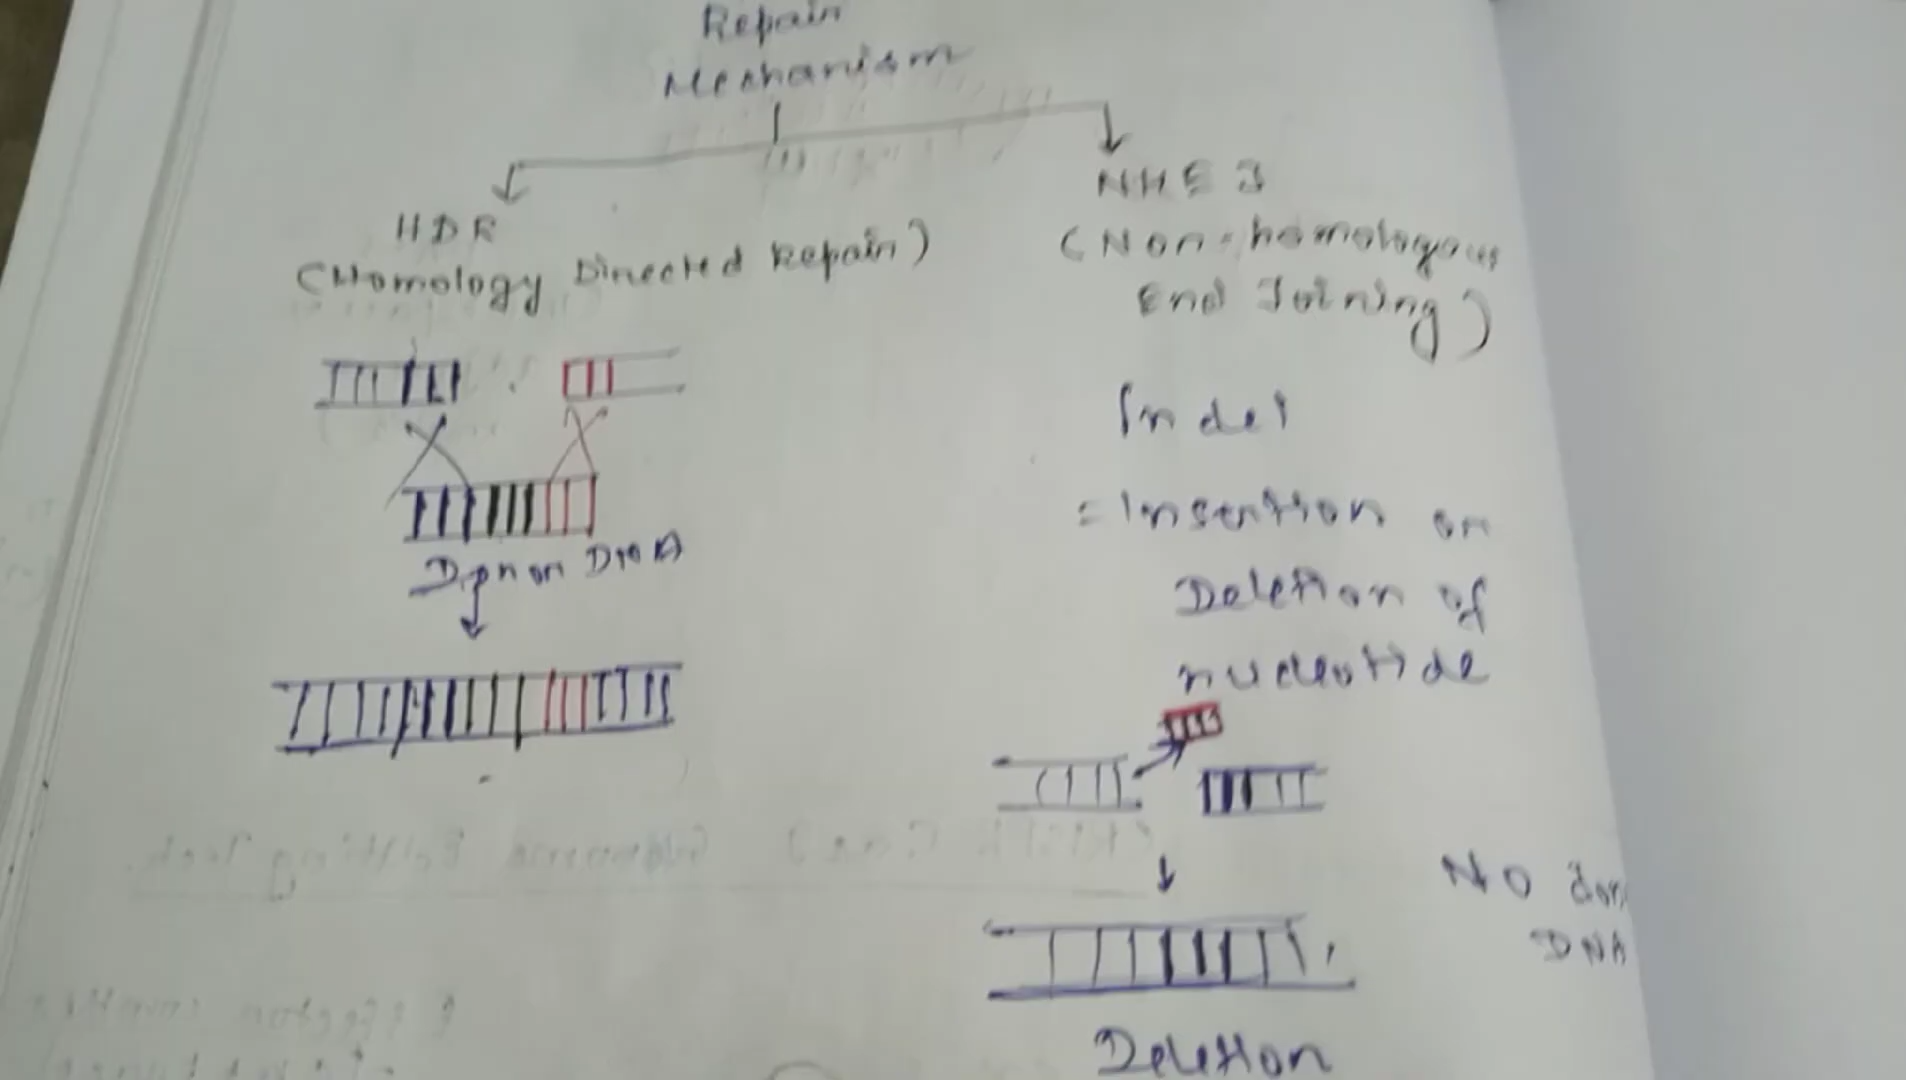 Repair
Mechanism
HDR
(Homology Directed Repair)
Donor DNA
NHEJ
(Non-homologous
End Joining)
Indel
= Insertion or
Deletion of
nucleotide
No don
DNA
Deletion